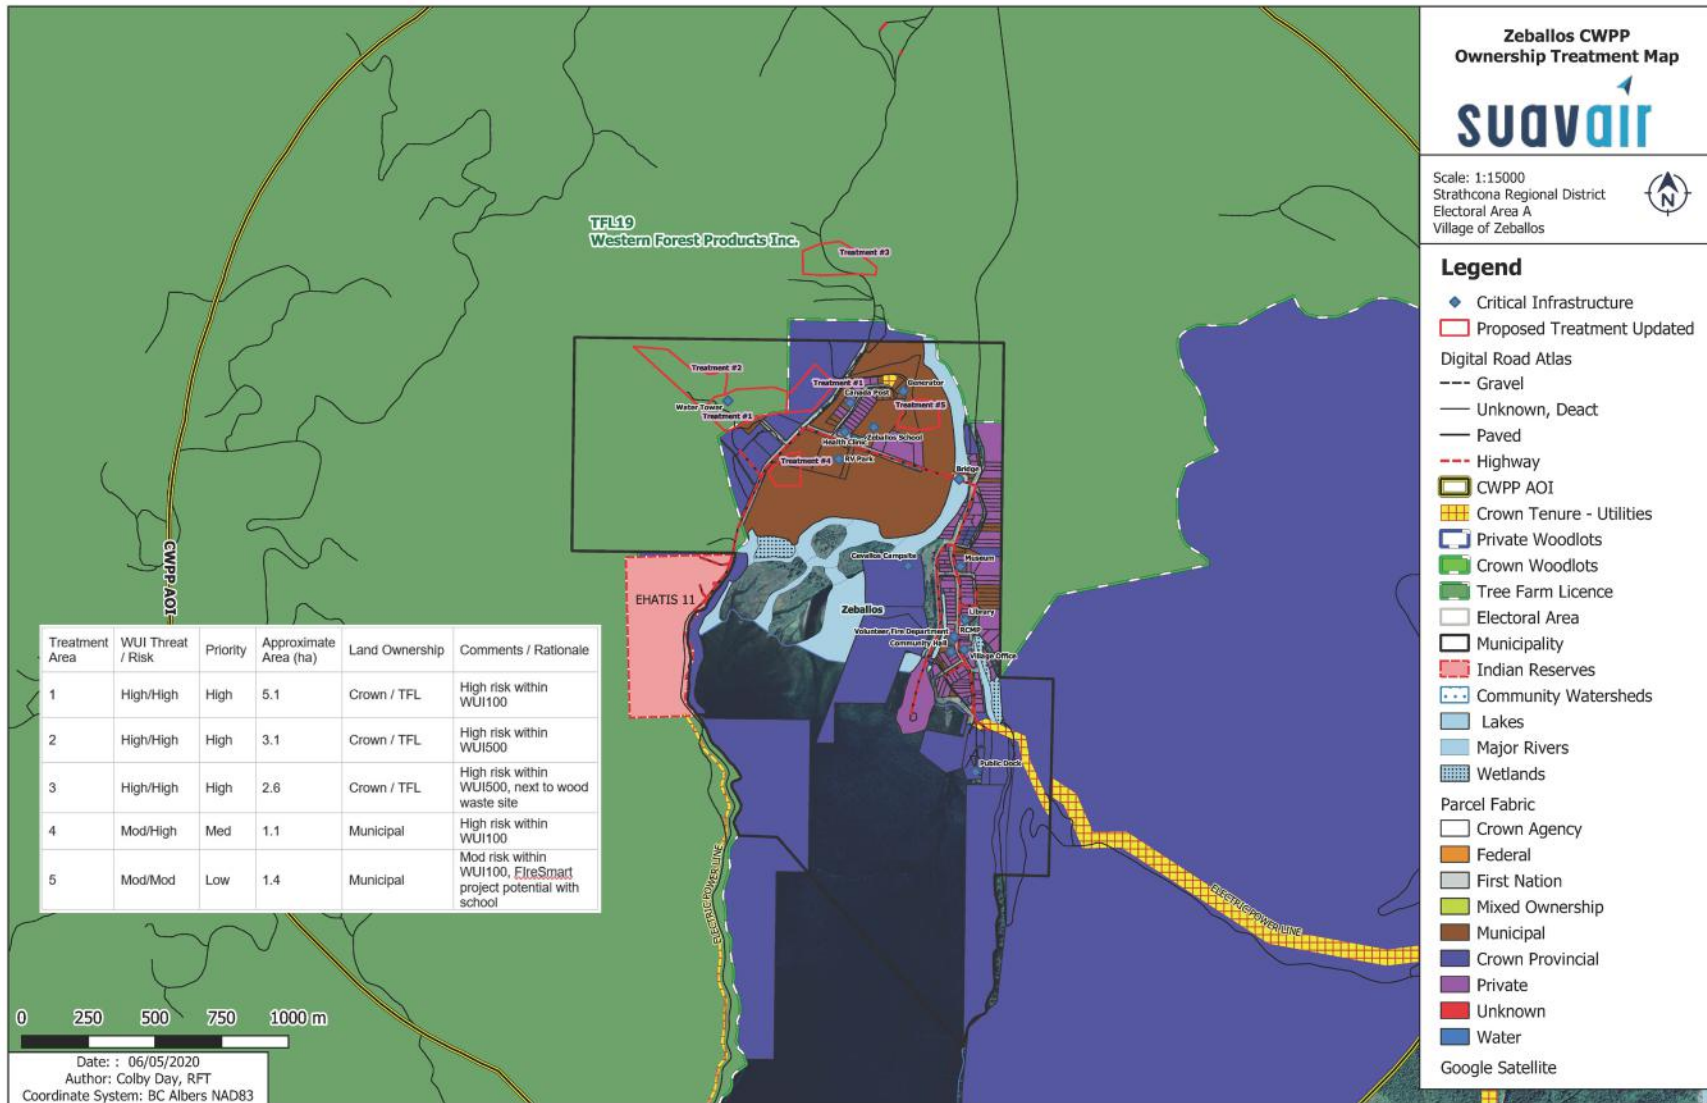 Zeballos CWPP
Ownership Treatment Map
suavair
Scale: 1:15000
Strathcona Regional District
Electoral Area A
Village of Zeballos
N
Legend
Critical Infrastructure
Proposed Treatment Updated
Digital Road Atlas
Gravel
Unknown, Deact
Paved
Highway
CWPP AOI
Crown Tenure - Utilities
Private Woodlots
Crown Woodlots
Tree Farm Licence
Electoral Area
Municipality
Indian Reserves
Community Watersheds
Lakes
Major Rivers
Wetlands
Parcel Fabric
Crown Agency
Federal
First Nation
Mixed Ownership
Municipal
Crown Provincial
Private
Unknown
Water
Google Satellite
TFL19
Western Forest Products Inc.
Treatment #3
Treatment #2
Treatment #1
Generator
Canada Post
Water Tower
Treatment #1
Treatment #5
Health Clinic
Zeballos School
Treatment #4
RV Park
Bridge
Cevallos Campsite
Museum
EHATIS 11
Zeballos
Library
Volunteer Fire Department
RCMP
Community Hall
Village Office
Public Dock
CWPP AOI
ELECTRIC POWER LINE
ELECTRIC POWER LINE
Treatment Area WUI Threat / Risk Priority Approximate Area (ha) Land Ownership Comments / Rationale
1 High/High High 5.1 Crown / TFL High risk within WUI100
2 High/High High 3.1 Crown / TFL High risk within WUI500
3 High/High High 2.6 Crown / TFL High risk within WUI500, next to wood waste site
4 Mod/High Med 1.1 Municipal High risk within WUI100
5 Mod/Mod Low 1.4 Municipal Mod risk within WUI100, FIreSmart project potential with school
0 250 500 750 1000 m
Date: : 06/05/2020
Author: Colby Day, RFT
Coordinate System: BC Albers NAD83